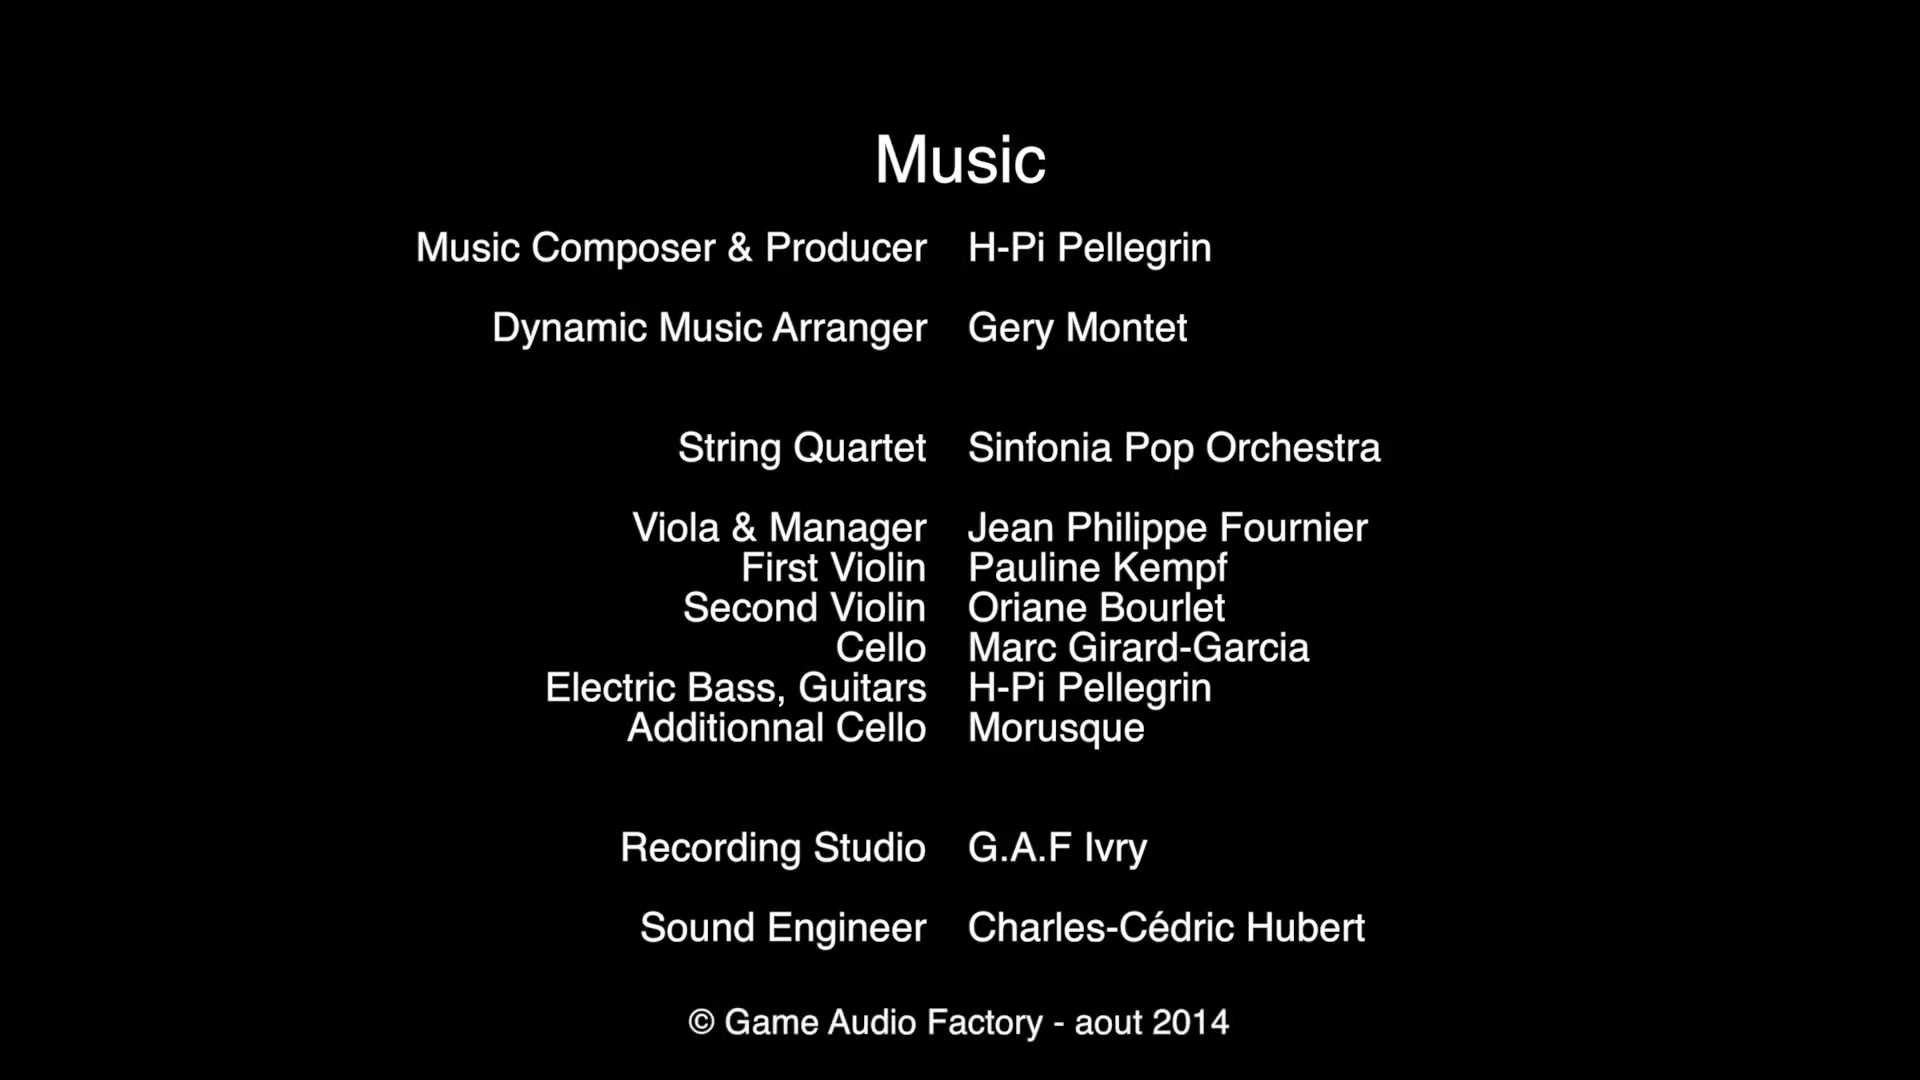 Music
Music Composer & Producer H-Pi Pellegrin
Dynamic Music Arranger Gery Montet
String Quartet Sinfonia Pop Orchestra
Viola & Manager Jean Philippe Fournier
First Violin Pauline Kempf
Second Violin Oriane Bourlet
Cello Marc Girard-Garcia
Electric Bass, Guitars H-Pi Pellegrin
Additionnal Cello Morusque
Recording Studio G.A.F Ivry
Sound Engineer Charles-Cédric Hubert
© Game Audio Factory - aout 2014